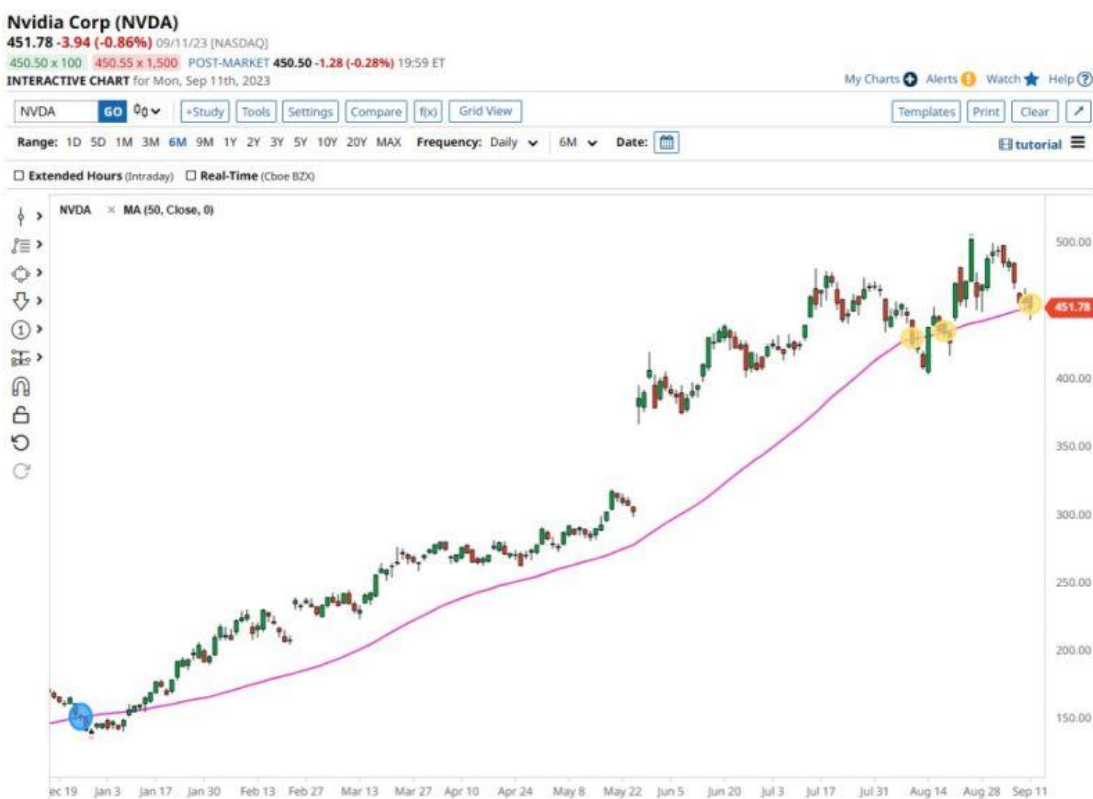 Nvidia Corp (NVDA)
451.78 -3.94 (-0.86%) 09/11/23 [NASDAQ]
450.50 x 100 450.55 x 1,500 POST-MARKET 450.50 -1.28 (-0.28%) 19:59 ET
INTERACTIVE CHART for Mon, Sep 11th, 2023
My Charts Alerts Watch Help
NVDA GO +Study Tools Settings Compare f(x) Grid View Templates Print Clear
Range: 1D 5D 1M 3M 6M 9M 1Y 2Y 3Y 5Y 10Y 20Y MAX Frequency: Daily 6M Date: tutorial
Extended Hours (Intraday) Real-Time (Cboe BZX)
NVDA × MA (50, Close, 0)
500.00
451.78
400.00
350.00
300.00
250.00
200.00
150.00
ec 19 Jan 3 Jan 17 Jan 30 Feb 13 Feb 27 Mar 13 Mar 27 Apr 10 Apr 24 May 8 May 22 Jun 5 Jun 20 Jul 3 Jul 17 Jul 31 Aug 14 Aug 28 Sep 11